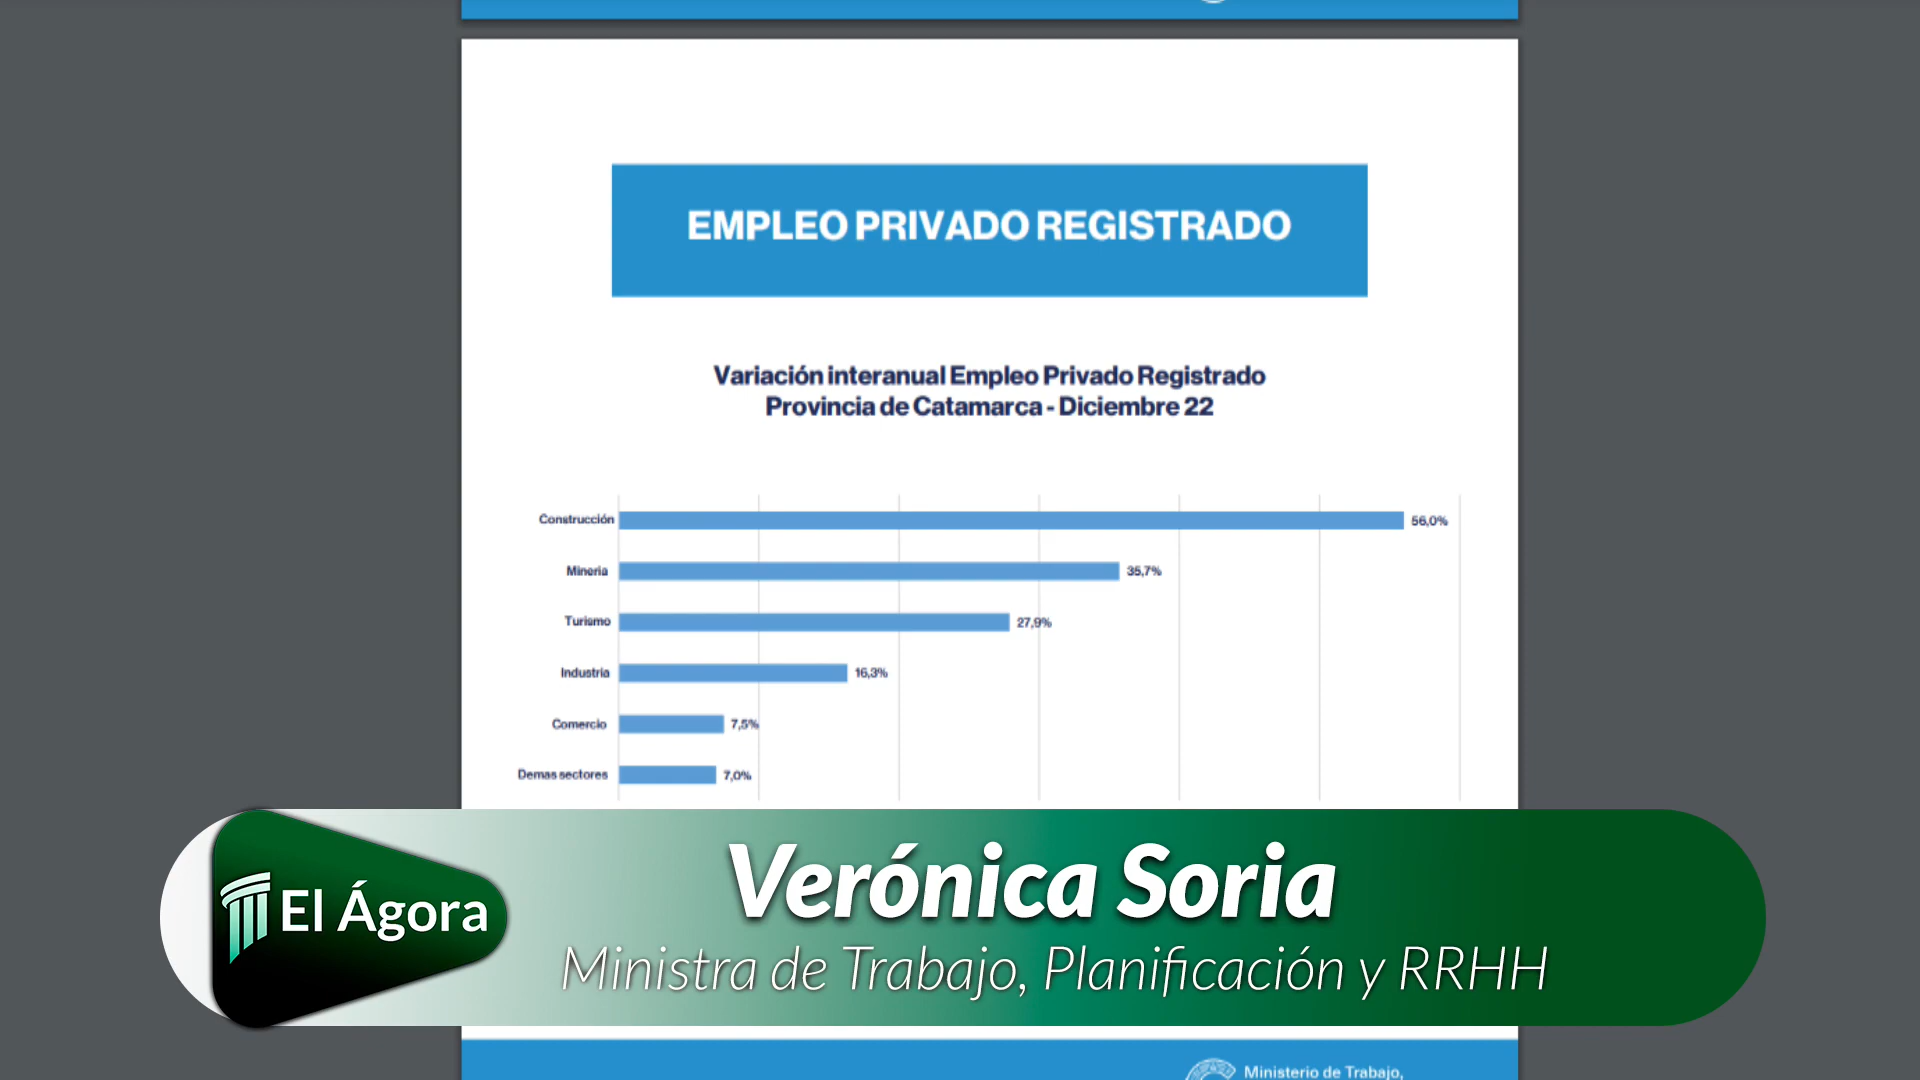 EMPLEO PRIVADO REGISTRADO
Variación interanual Empleo Privado Registrado
Provincia de Catamarca - Diciembre 22
Construcción 56,0%
Mineria 35,7%
Turismo 27,9%
Industria 16,3%
Comercio 7,5%
Demas sectores 7,0%
El Ágora
Verónica Soria
Ministra de Trabajo, Planificación y RRHH
Ministerio de Trabajo,